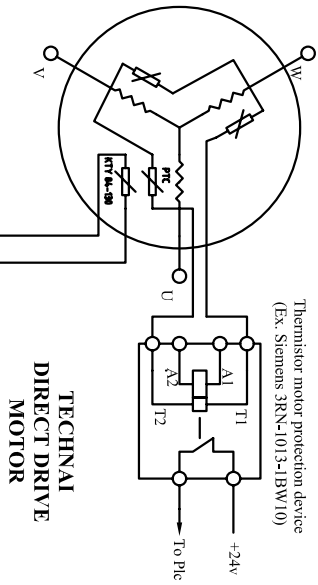 V
W
PTC
KTY 84-130
U
Thermistor motor protection device
(Ex. Siemens 3RN-1013-1BW10)
A2
A1
T2
T1
TECHNAI
DIRECT DRIVE
MOTOR
To Plc
+24v